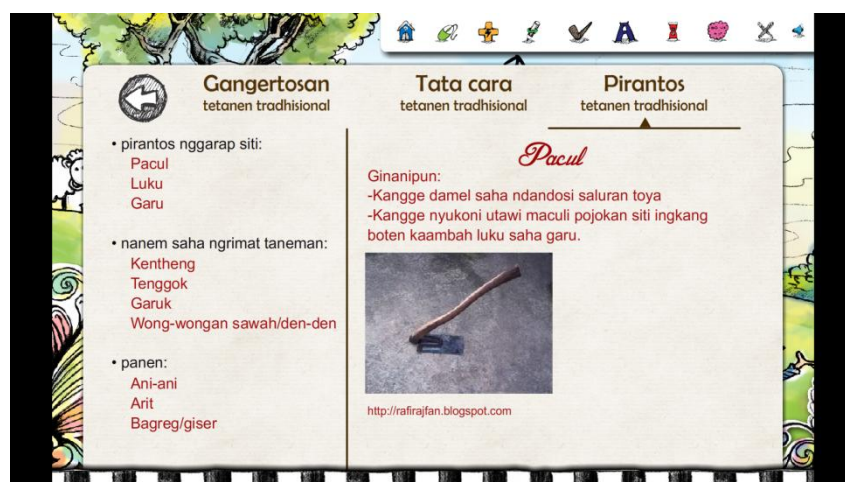 Gangertosan
tetanen tradhisional
Tata cara
tetanen tradhisional
Pirantos
tetanen tradhisional
• pirantos nggarap siti:
Pacul
Luku
Garu
• nanem saha ngrimat taneman:
Kentheng
Tenggok
Garuk
Wong-wongan sawah/den-den
• panen:
Ani-ani
Arit
Bagreg/giser
Pacul
Ginanipun:
-Kangge damel saha ndandosi saluran toya
-Kangge nyukoni utawi maculi pojokan siti ingkang
boten kaambah luku saha garu.
http://rafirajfan.blogspot.com